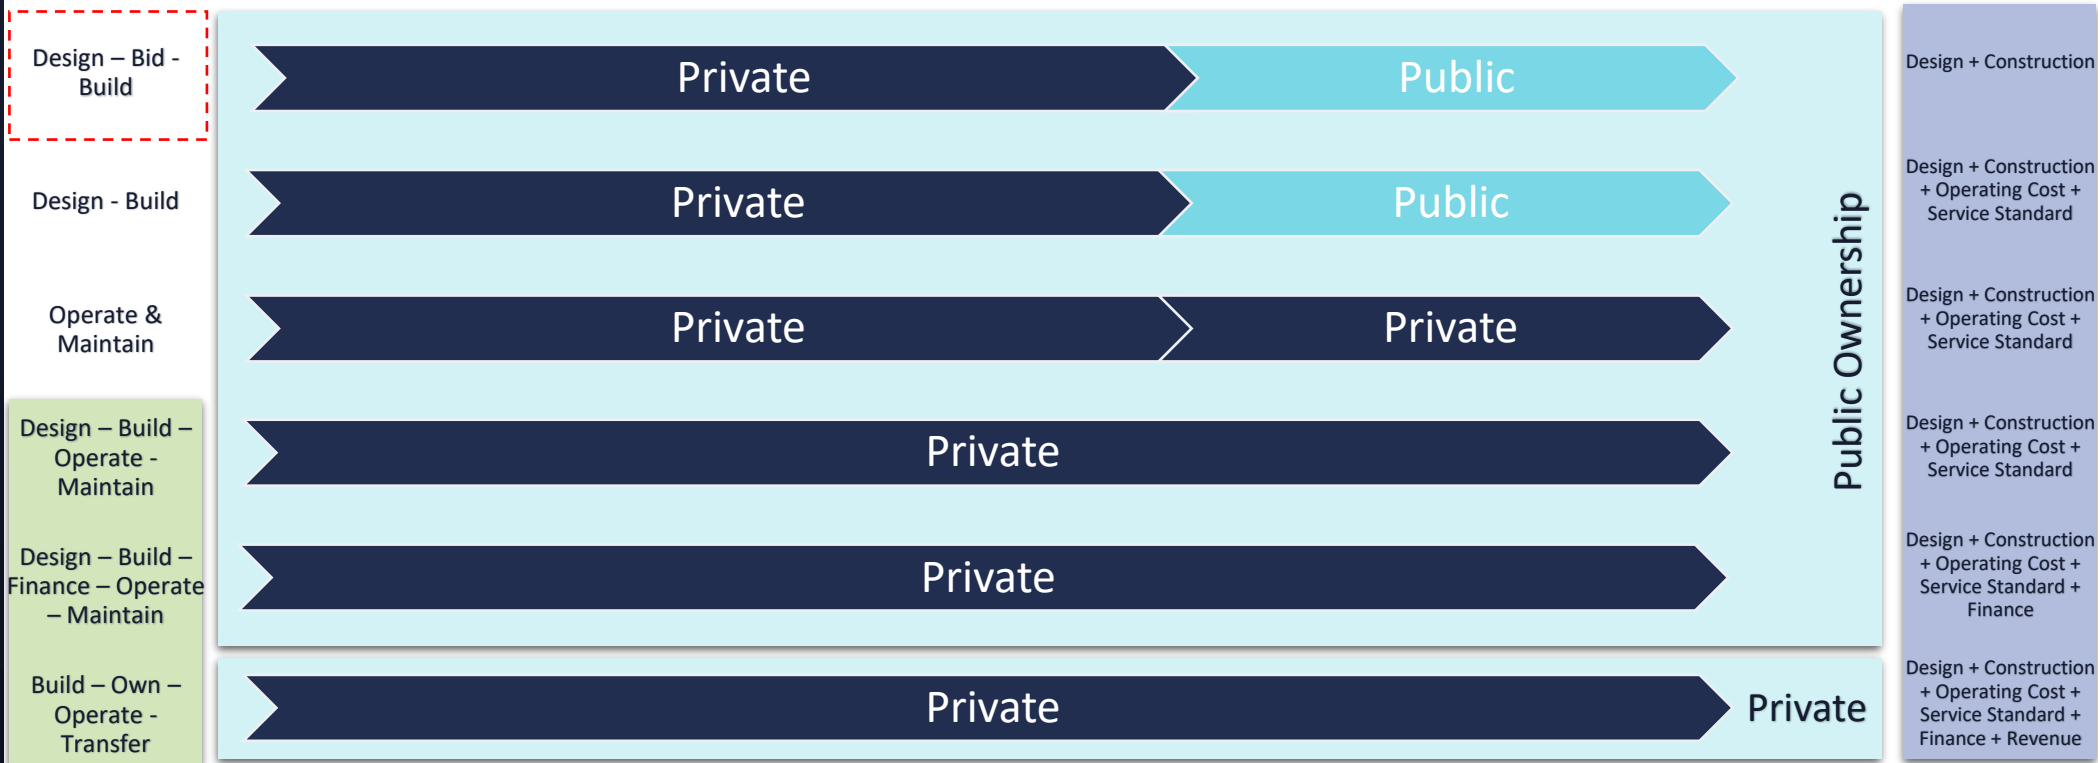 Design – Bid -
Build
Private
Public
Design + Construction
Design - Build
Private
Public
Design + Construction
+ Operating Cost +
Service Standard
Operate &
Maintain
Private
Private
Design + Construction
+ Operating Cost +
Service Standard
Design – Build –
Operate -
Maintain
Private
Design + Construction
+ Operating Cost +
Service Standard
Design – Build –
Finance – Operate
– Maintain
Private
Design + Construction
+ Operating Cost +
Service Standard +
Finance
Public Ownership
Build – Own –
Operate -
Transfer
Private
Private
Design + Construction
+ Operating Cost +
Service Standard +
Finance + Revenue